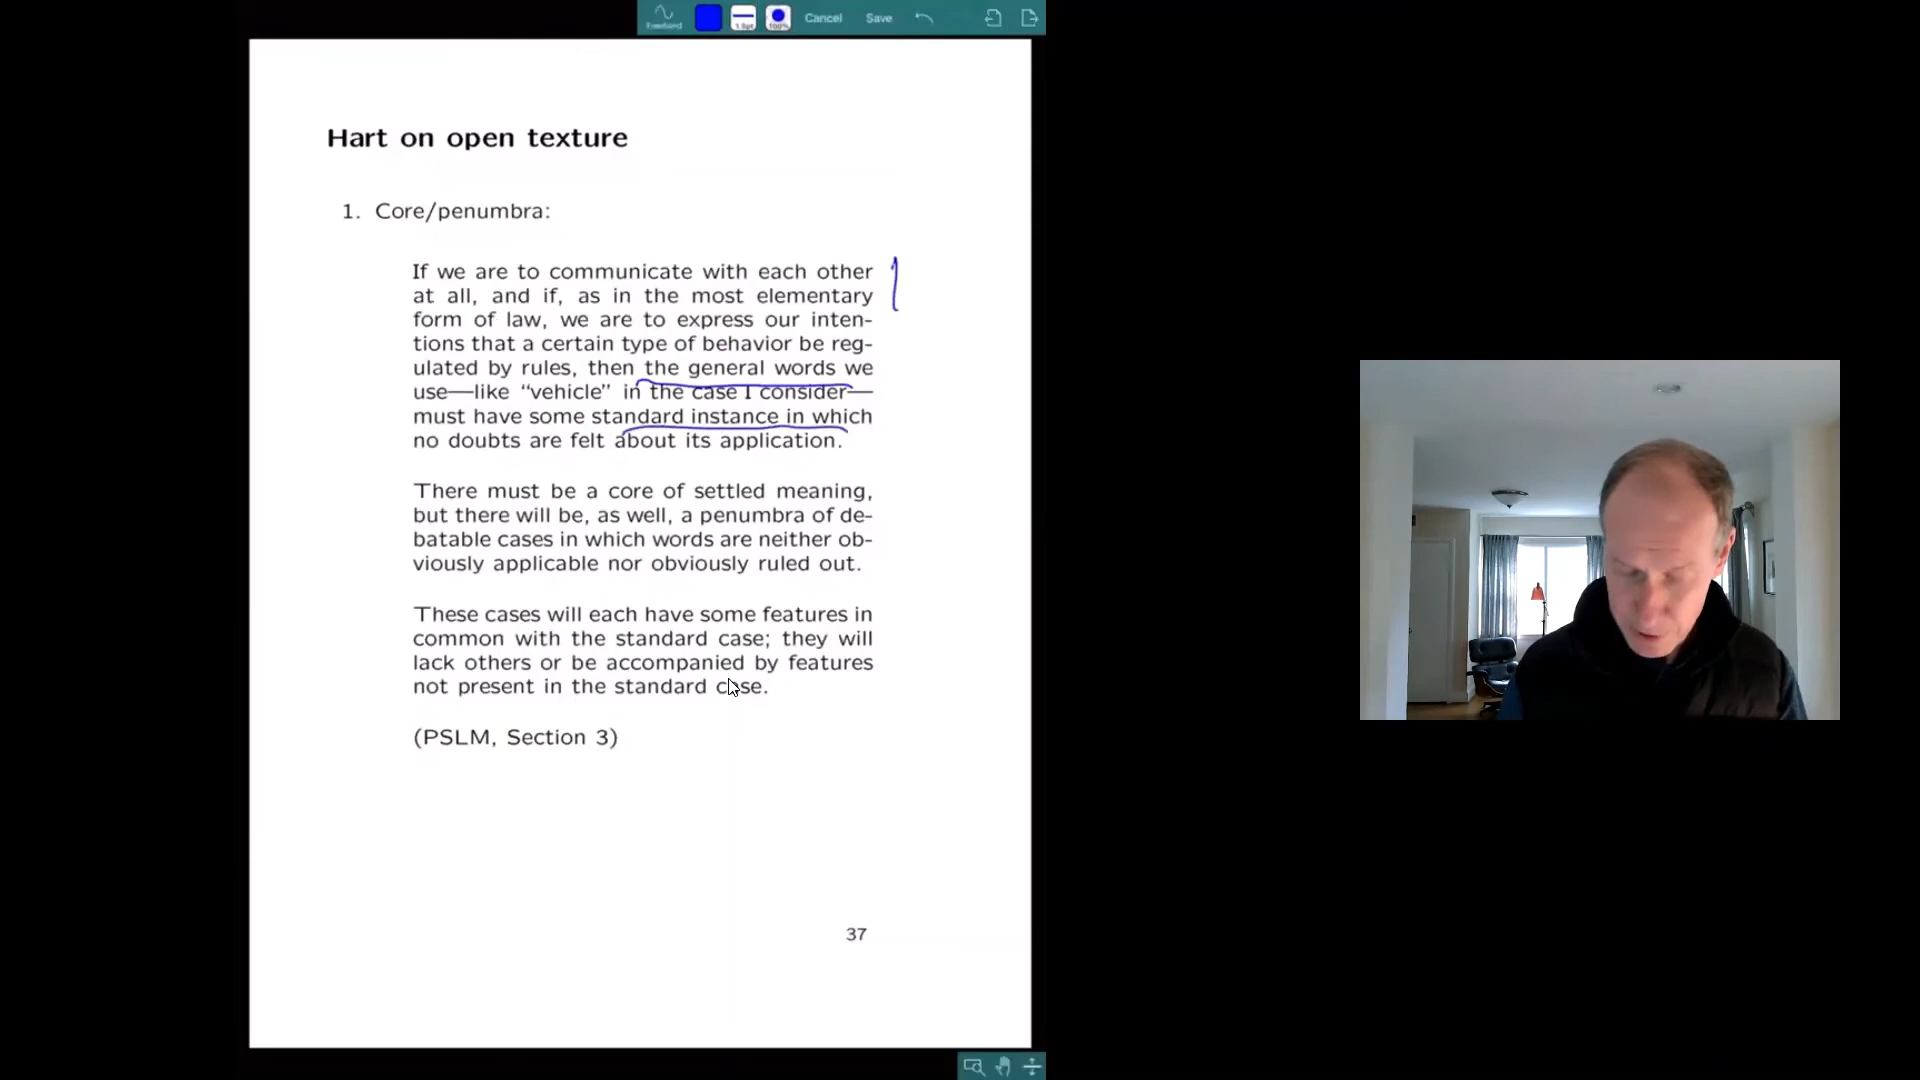 Freehand
1.5pt
100%
Cancel
Save
Hart on open texture
1. Core/penumbra:
If we are to communicate with each other
at all, and if, as in the most elementary
form of law, we are to express our inten-
tions that a certain type of behavior be reg-
ulated by rules, then the general words we
use—like “vehicle” in the case I consider—
must have some standard instance in which
no doubts are felt about its application.
There must be a core of settled meaning,
but there will be, as well, a penumbra of de-
batable cases in which words are neither ob-
viously applicable nor obviously ruled out.
These cases will each have some features in
common with the standard case; they will
lack others or be accompanied by features
not present in the standard case.
(PSLM, Section 3)
37